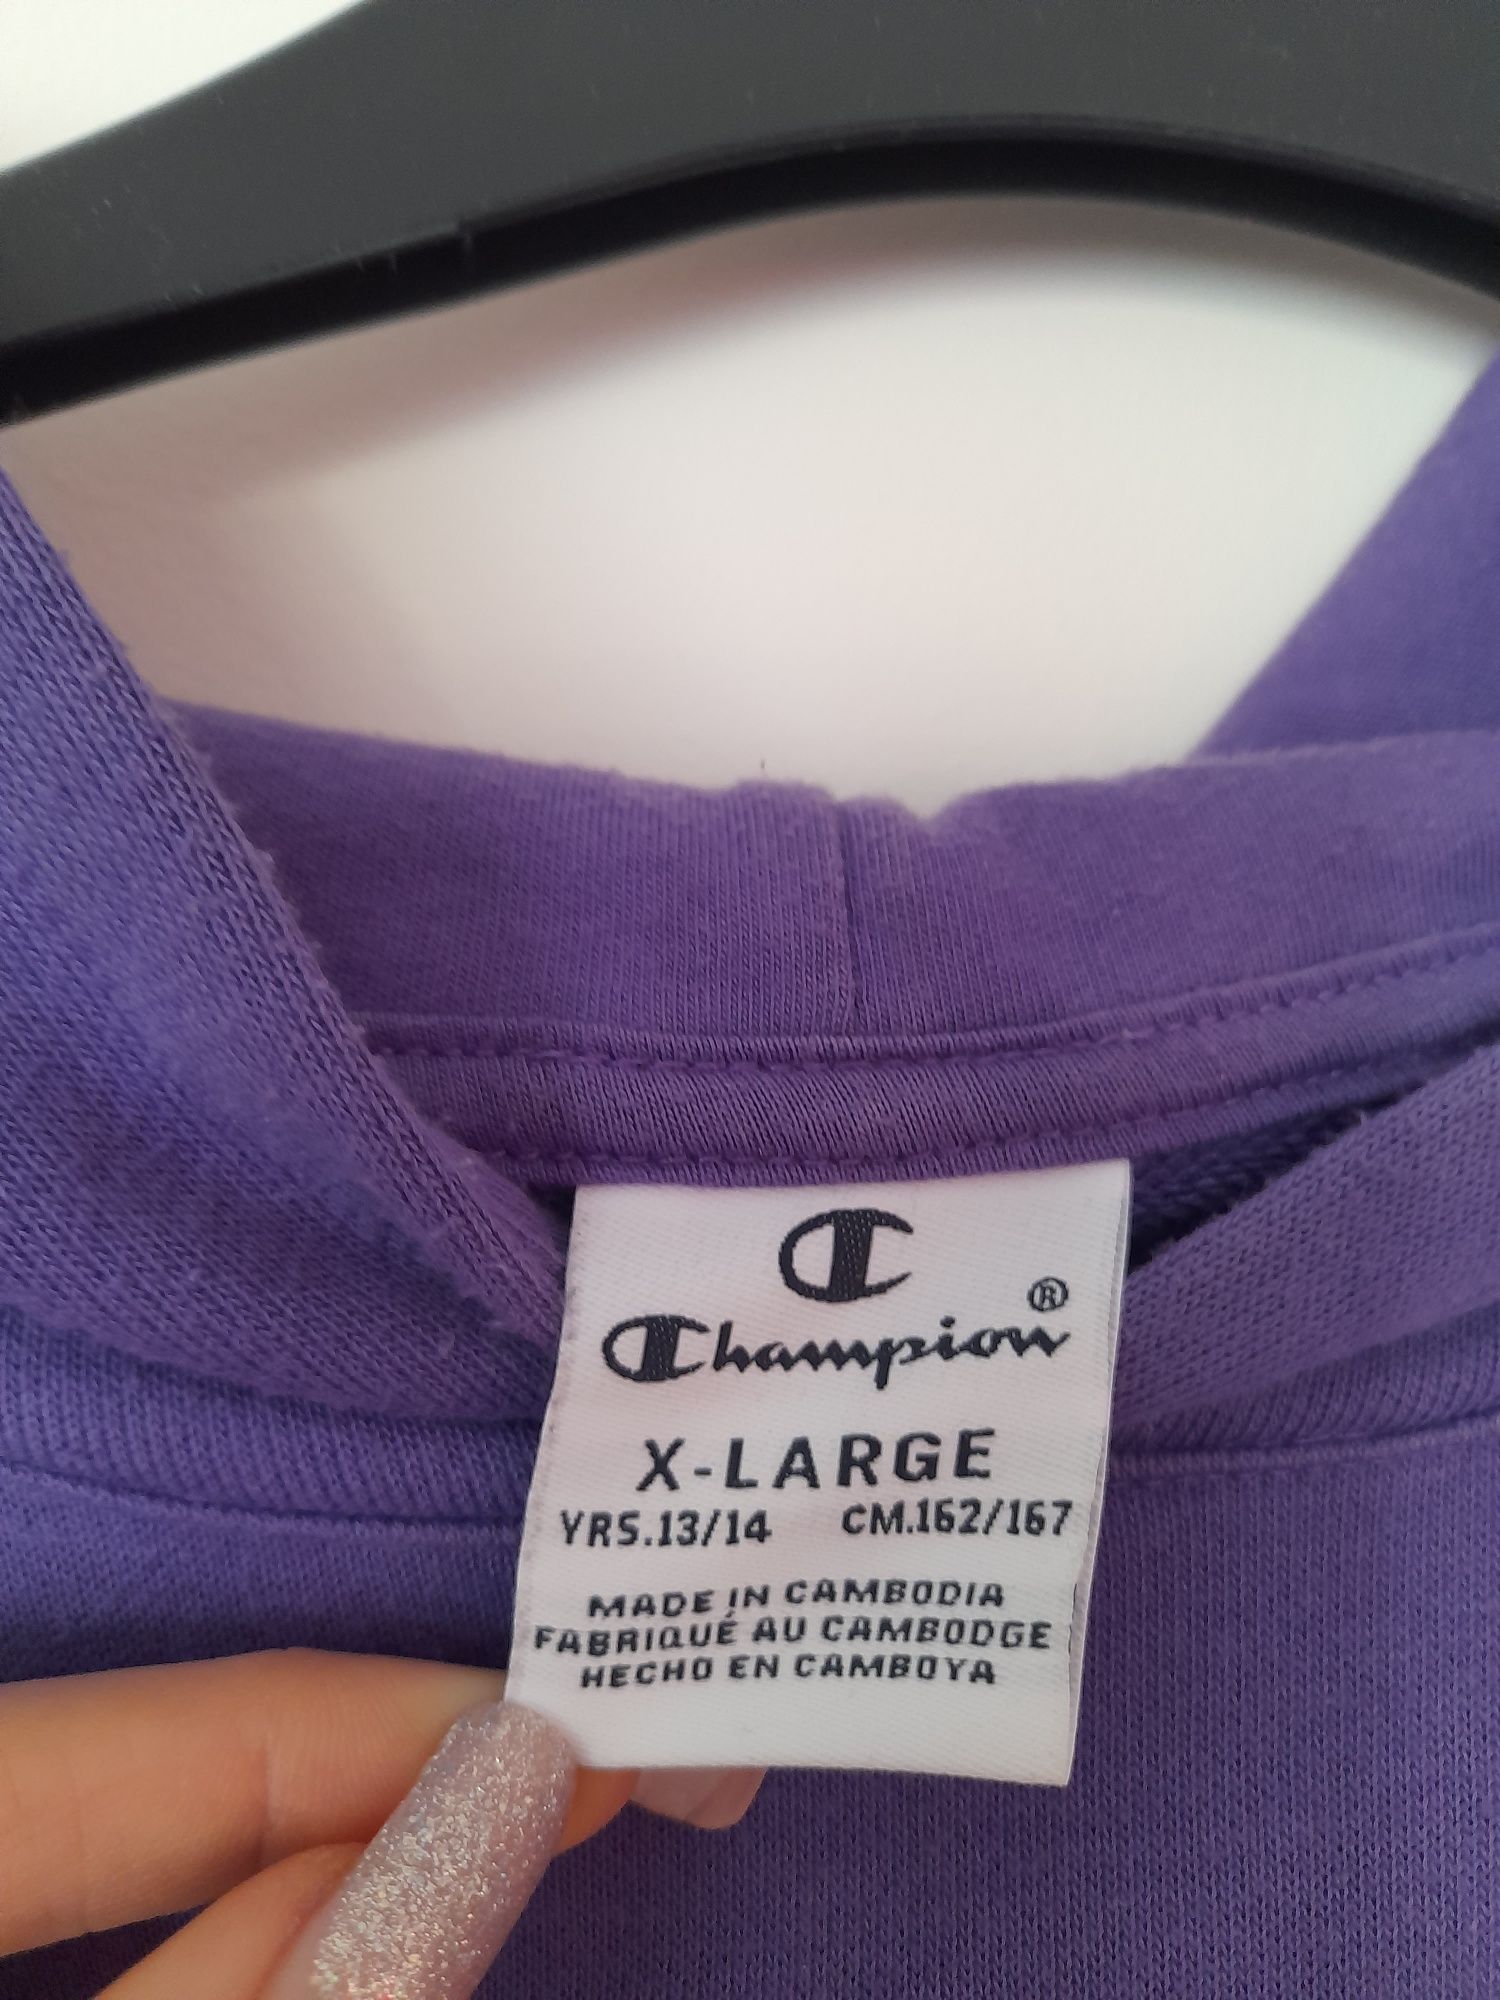 Champion®
X-LARGE
YRS.13/14 CM.162/167
MADE IN CAMBODIA
FABRIQUÉ AU CAMBODGE
HECHO EN CAMBOYA